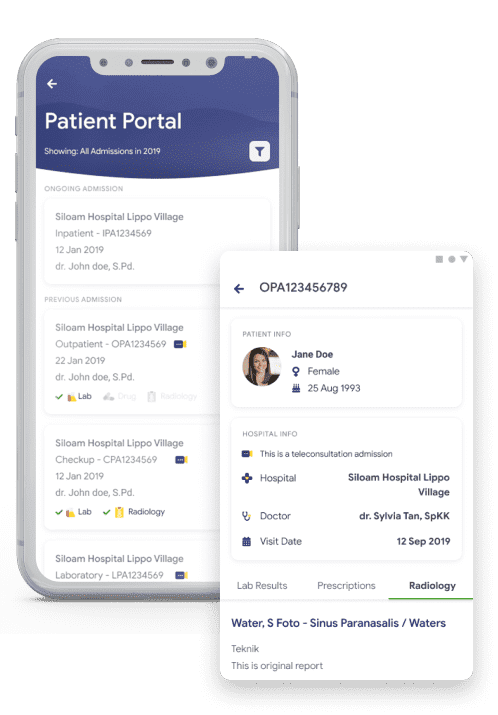 Patient Portal
Showing: All Admissions in 2019
ONGOING ADMISSION
Siloam Hospital Lippo Village
Inpatient - IPA1234569
12 Jan 2019
dr. John doe, S.Pd.
PREVIOUS ADMISSION
Siloam Hospital Lippo Village
Outpatient - OPA1234569
22 Jan 2019
dr. John doe, S.Pd.
Lab Drug Radiology
Siloam Hospital Lippo Village
Checkup - CPA1234569
12 Jan 2019
dr. John doe, S.Pd.
Lab Radiology
Siloam Hospital Lippo Village
Laboratory - LPA1234569
OPA123456789
PATIENT INFO
Jane Doe
Female
25 Aug 1993
HOSPITAL INFO
This is a teleconsultation admission
Hospital Siloam Hospital Lippo
Village
Doctor dr. Sylvia Tan, SpKK
Visit Date 12 Sep 2019
Lab Results Prescriptions Radiology
Water, S Foto - Sinus Paranasalis / Waters
Teknik
This is original report